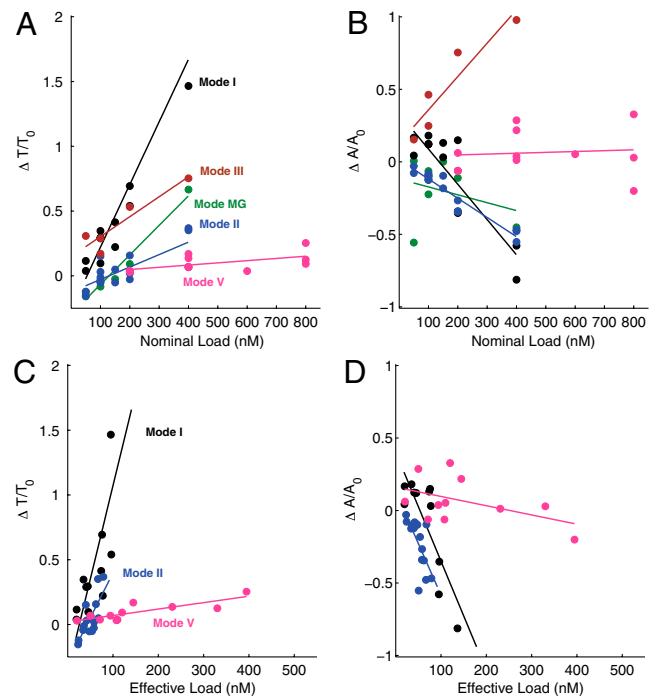 A
B
2
1.5
1
0.5
0
Δ T/T0
Mode I
Mode III
Mode MG
Mode II
Mode V
100 200 300 400 500 600 700 800
Nominal Load (nM)
1
0.5
0
−0.5
−1
Δ A/A0
100 200 300 400 500 600 700 800
Nominal Load (nM)
C
D
2
1.5
1
0.5
0
Δ T/T0
Mode I
Mode II
Mode V
100 200 300 400 500
Effective Load (nM)
1
0.5
0
−0.5
−1
Δ A/A0
100 200 300 400 500
Effective Load (nM)